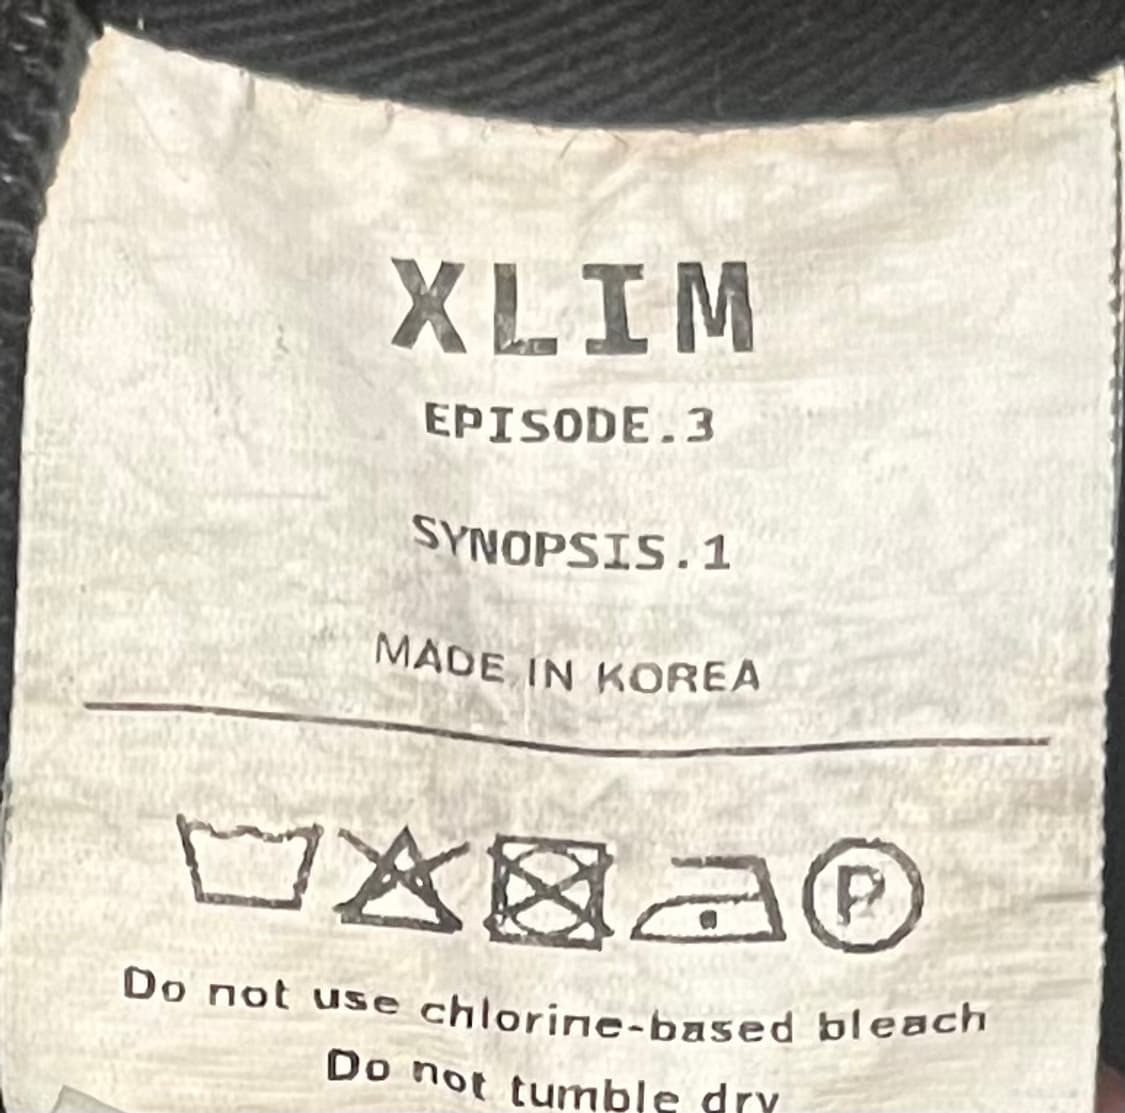 XLIM
EPISODE.3
SYNOPSIS.1
MADE IN KOREA
P
Do not use chlorine-based bleach
Do not tumble dry